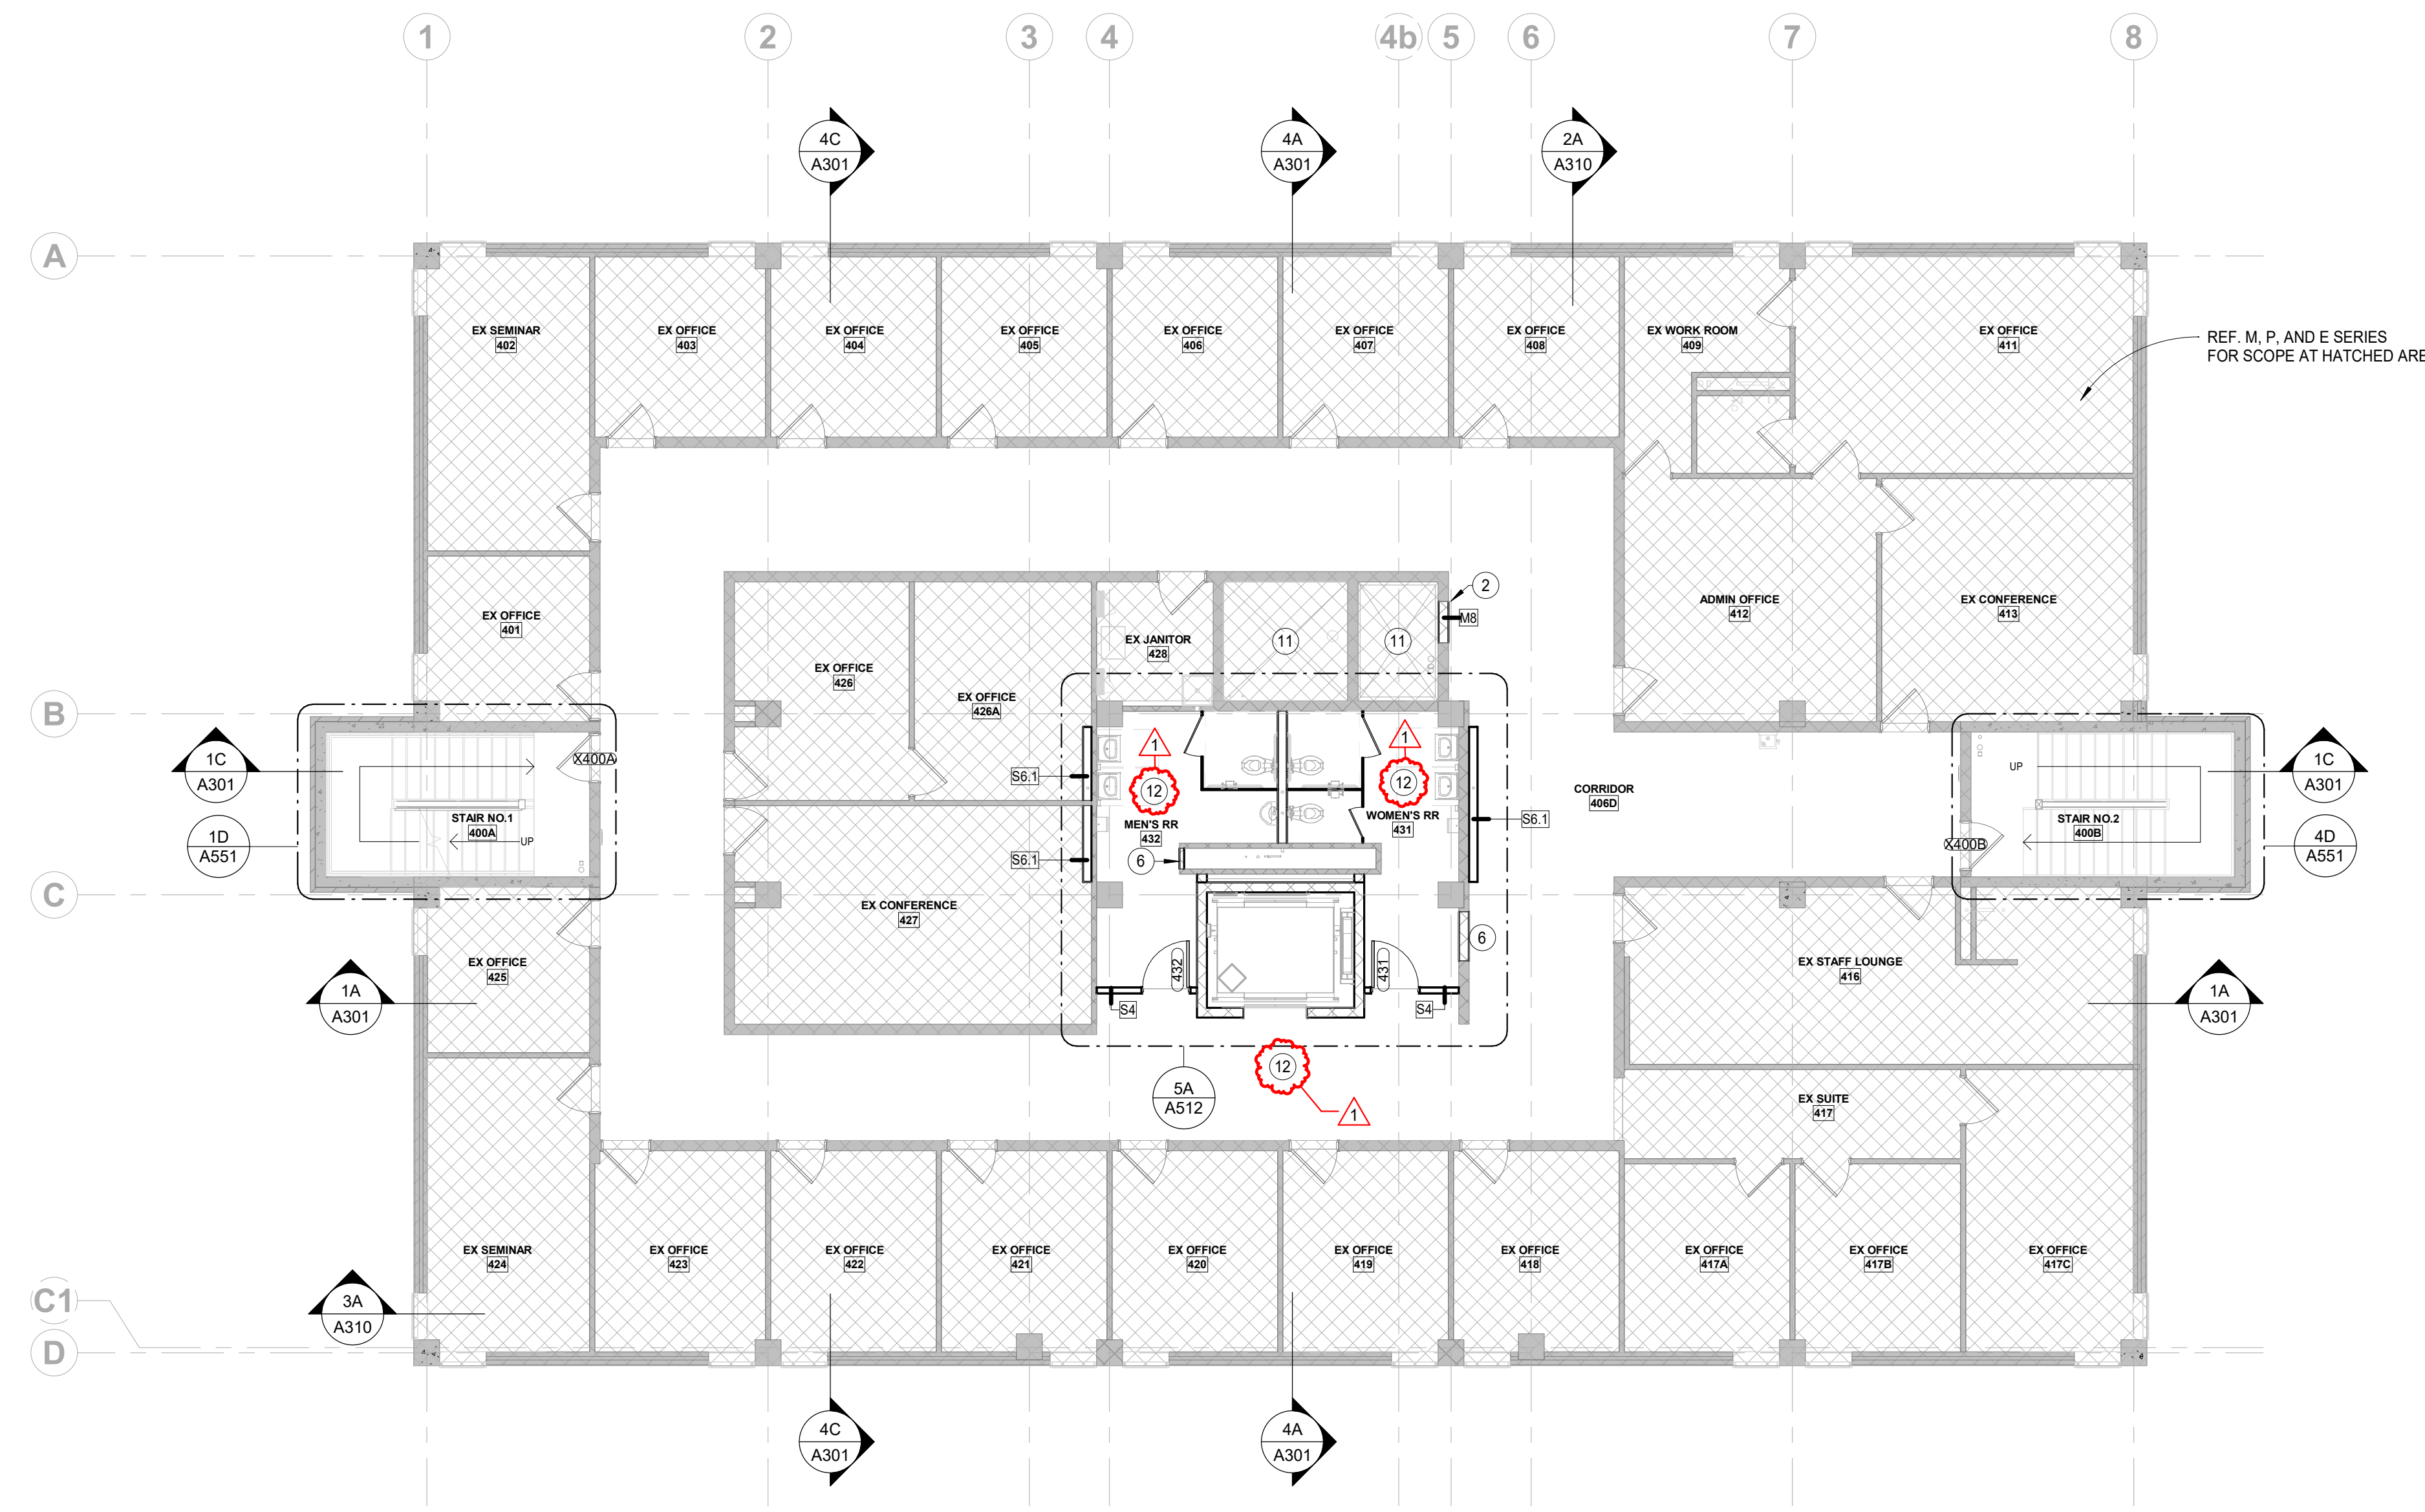 1 2 3 4 4b 5 6 7 8
4C
A301
4A
A301
2A
A310
A
EX SEMINAR
402
EX OFFICE
403
EX OFFICE
404
EX OFFICE
405
EX OFFICE
406
EX OFFICE
407
EX OFFICE
408
EX WORK ROOM
409
EX OFFICE
411
REF. M, P, AND E SERIES
FOR SCOPE AT HATCHED ARE
EX OFFICE
401
2
M8
ADMIN OFFICE
412
EX CONFERENCE
413
EX JANITOR
428
11
11
EX OFFICE
426
EX OFFICE
426A
B
1C
A301
X400A
STAIR NO.1
400A
UP
1D
A551
S6.1
1
12
MEN'S RR
432
1
12
WOMEN'S RR
431
S6.1
6
S6.1
CORRIDOR
406D
UP
STAIR NO.2
400B
X400B
1C
A301
4D
A551
C
EX CONFERENCE
427
432
431
6
S4
S4
EX OFFICE
425
1A
A301
EX STAFF LOUNGE
416
1A
A301
12
1
5A
A512
EX SUITE
417
EX SEMINAR
424
EX OFFICE
423
EX OFFICE
422
EX OFFICE
421
EX OFFICE
420
EX OFFICE
419
EX OFFICE
418
EX OFFICE
417A
EX OFFICE
417B
EX OFFICE
417C
C1
3A
A310
D
4C
A301
4A
A301